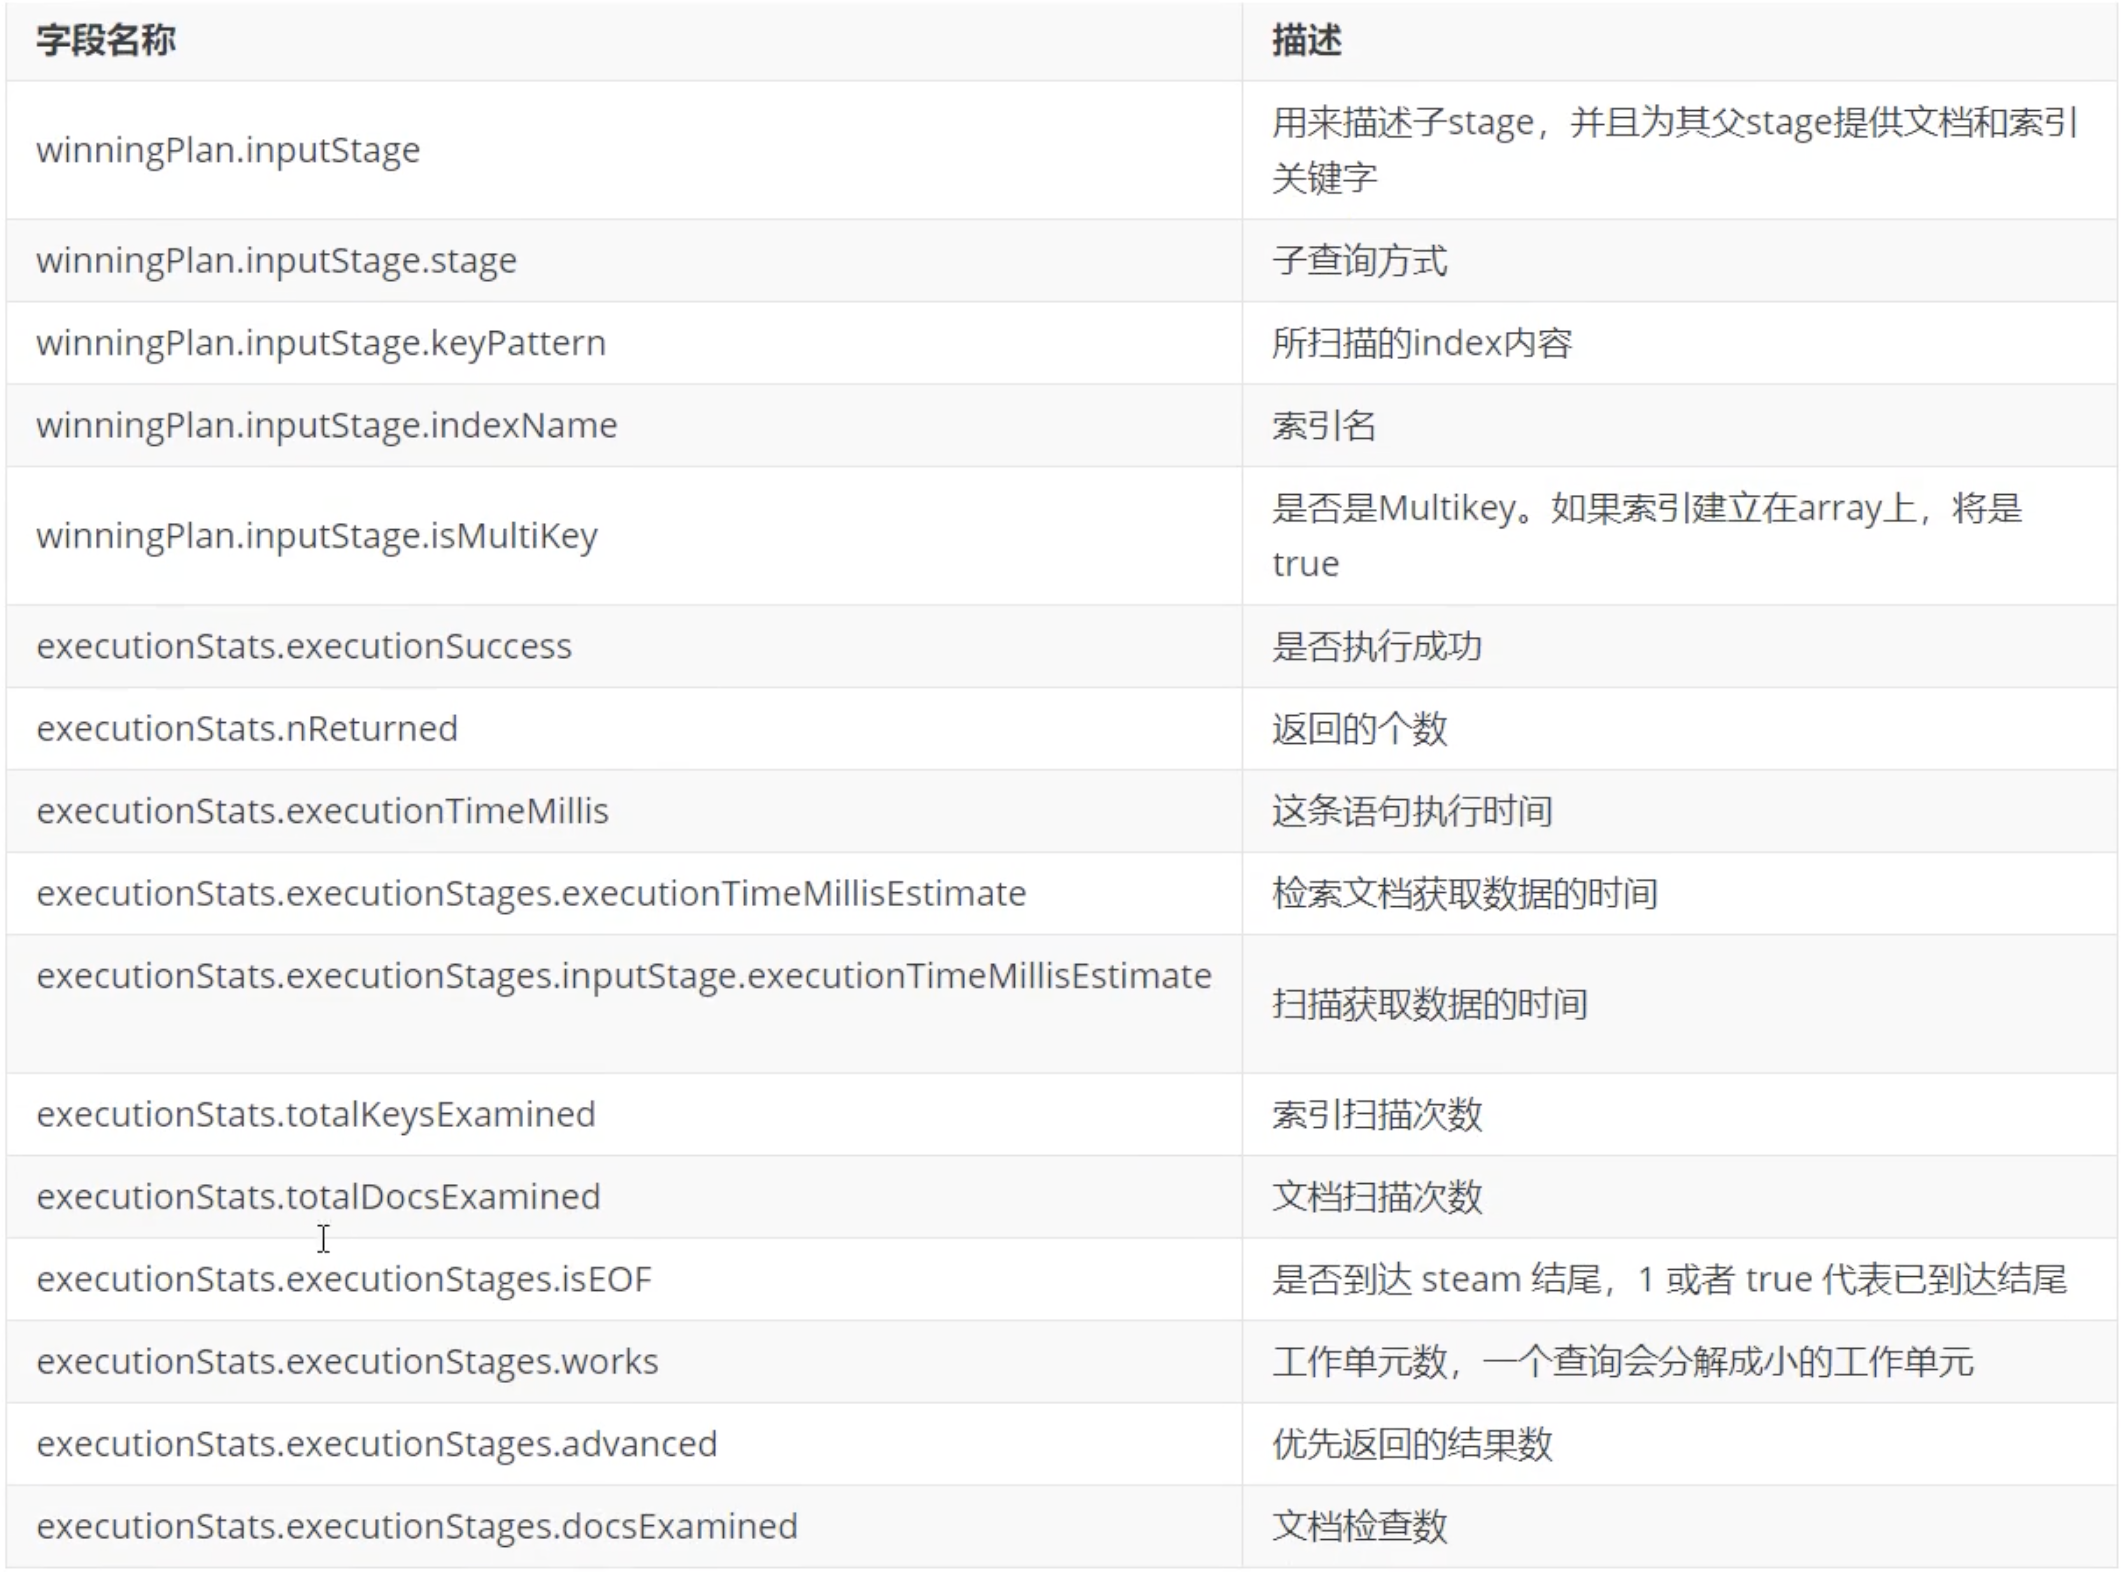 字段名称 描述
winningPlan.inputStage 用来描述子stage，并且为其父stage提供文档和索引
关键字
winningPlan.inputStage.stage 子查询方式
winningPlan.inputStage.keyPattern 所扫描的index内容
winningPlan.inputStage.indexName 索引名
winningPlan.inputStage.isMultiKey 是否是Multikey。如果索引建立在array上，将是
true
executionStats.executionSuccess 是否执行成功
executionStats.nReturned 返回的个数
executionStats.executionTimeMillis 这条语句执行时间
executionStats.executionStages.executionTimeMillisEstimate 检索文档获取数据的时间
executionStats.executionStages.inputStage.executionTimeMillisEstimate 扫描获取数据的时间
executionStats.totalKeysExamined 索引扫描次数
executionStats.totalDocsExamined 文档扫描次数
executionStats.executionStages.isEOF 是否到达 steam 结尾，1 或者 true 代表已到达结尾
executionStats.executionStages.works 工作单元数，一个查询会分解成小的工作单元
executionStats.executionStages.advanced 优先返回的结果数
executionStats.executionStages.docsExamined 文档检查数